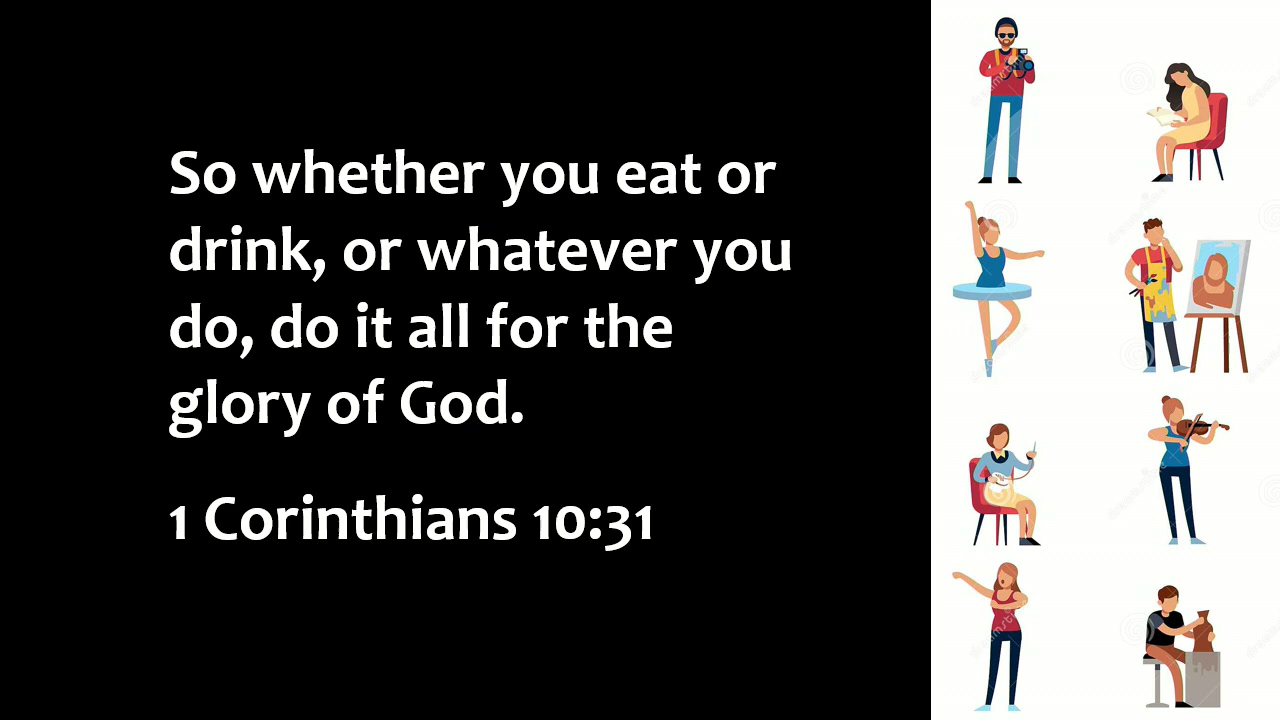 So whether you eat or
drink, or whatever you
do, do it all for the
glory of God.
1 Corinthians 10:31